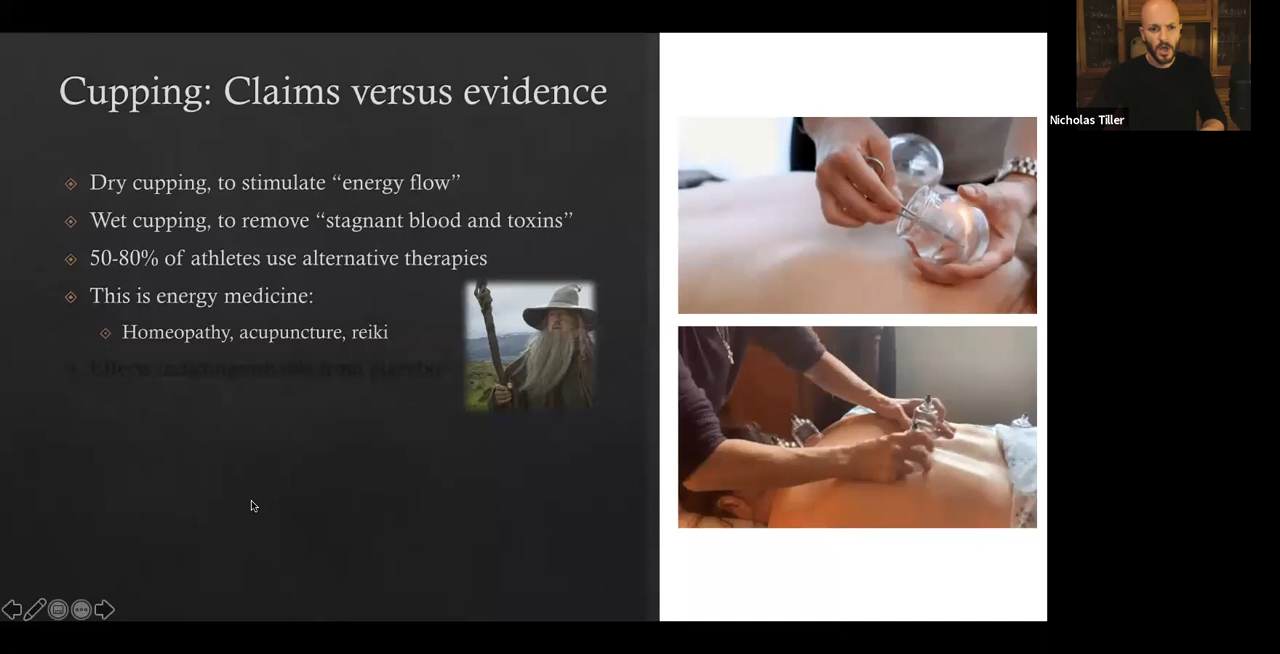 Cupping: Claims versus evidence
Dry cupping, to stimulate “energy flow”
Wet cupping, to remove “stagnant blood and toxins”
50-80% of athletes use alternative therapies
This is energy medicine:
Homeopathy, acupuncture, reiki
Nicholas Tiller